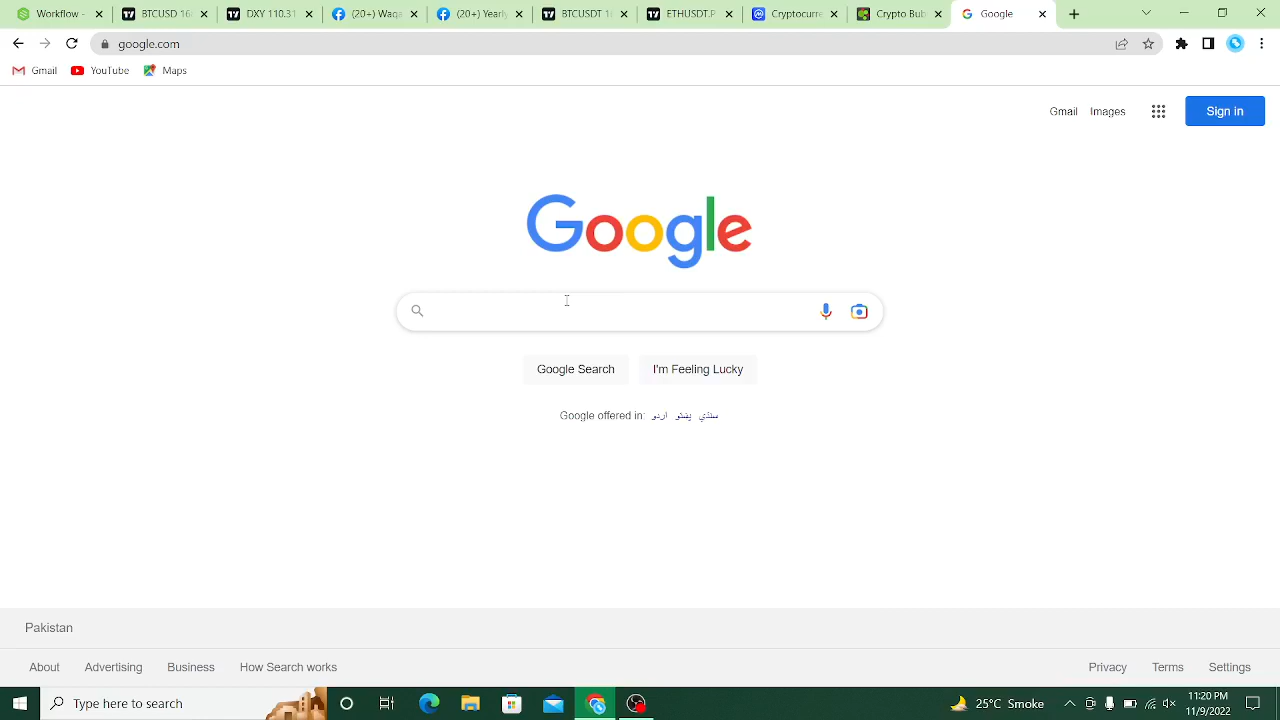 Workflow -
BTCUSD 16
DXY 110.31
(20+) Waqa
(20+) Yearly
BTCUSDT 1
ETHUSDT.P
Cryptocurre
Crypto Bub
Google
google.com
Gmail
YouTube
Maps
Gmail
Images
Sign in
Google
Google Search
I'm Feeling Lucky
Google offered in: اردو پښتو سنڌي
Pakistan
About
Advertising
Business
How Search works
Privacy
Terms
Settings
Type here to search
Smoke
11:20 PM
11/9/2022